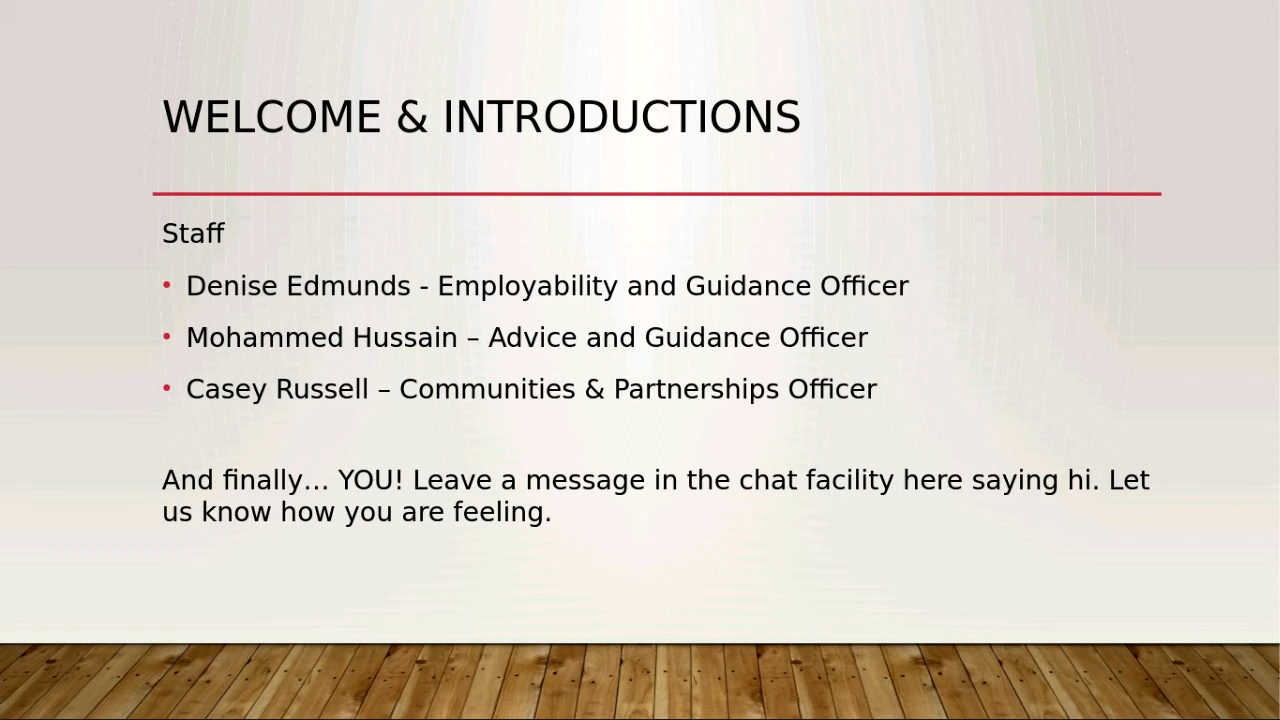 WELCOME & INTRODUCTIONS
Staff
• Denise Edmunds - Employability and Guidance Officer
• Mohammed Hussain – Advice and Guidance Officer
• Casey Russell – Communities & Partnerships Officer
And finally… YOU! Leave a message in the chat facility here saying hi. Let
us know how you are feeling.